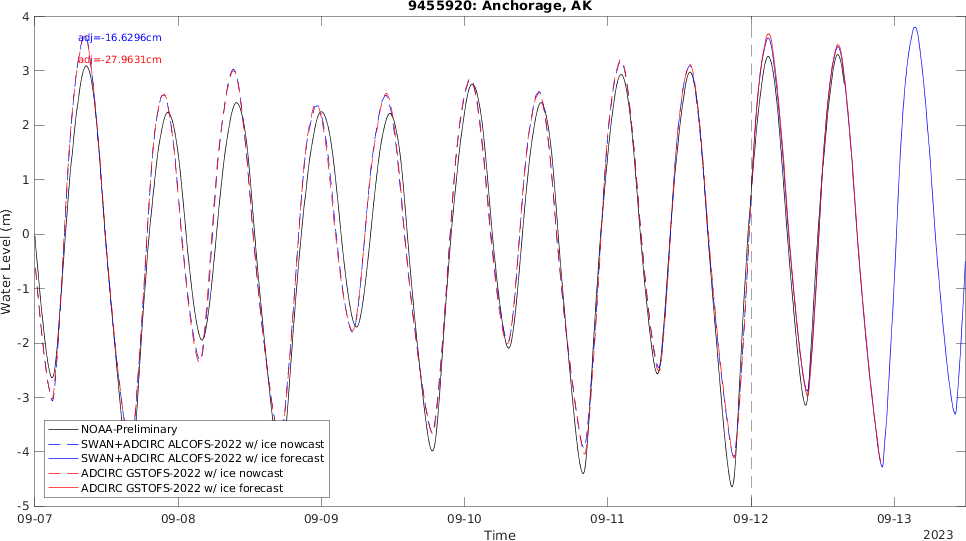 9455920: Anchorage, AK
4
3
2
1
0
-1
-2
-3
-4
-5
Water Level (m)
adj=-16.6296cm
adj=-27.9631cm
NOAA-Preliminary
SWAN+ADCIRC ALCOFS-2022 w/ ice nowcast
SWAN+ADCIRC ALCOFS-2022 w/ ice forecast
ADCIRC GSTOFS-2022 w/ ice nowcast
ADCIRC GSTOFS-2022 w/ ice forecast
09-07 09-08 09-09 09-10 09-11 09-12 09-13
Time
2023